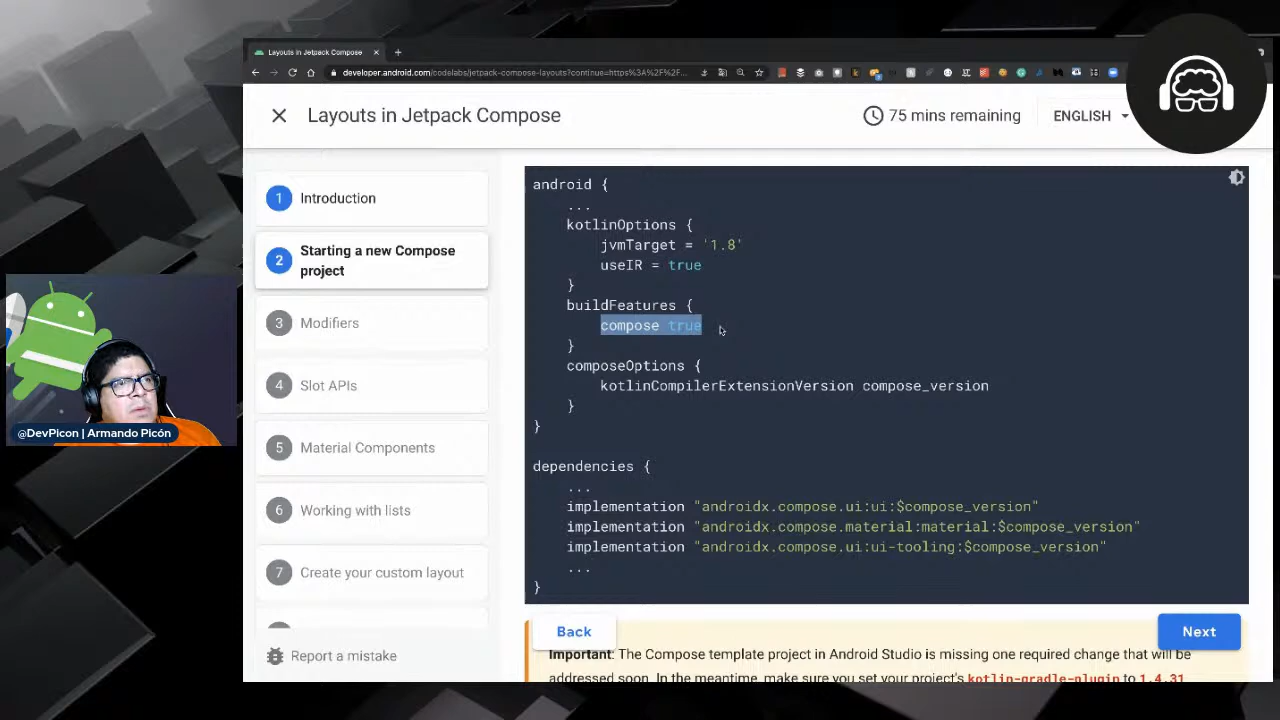 Layouts in Jetpack Compose
developer.android.com/codelabs/jetpack-compose-layouts?continue=https%3A%2F%2F...
Layouts in Jetpack Compose
75 mins remaining
ENGLISH
1 Introduction
2 Starting a new Compose
project
3 Modifiers
4 Slot APIs
5 Material Components
6 Working with lists
7 Create your custom layout
Report a mistake
android {
...
kotlinOptions {
jvmTarget = '1.8'
useIR = true
}
buildFeatures {
compose true
}
composeOptions {
kotlinCompilerExtensionVersion compose_version
}
}
dependencies {
...
implementation "androidx.compose.ui:ui:$compose_version"
implementation "androidx.compose.material:material:$compose_version"
implementation "androidx.compose.ui:ui-tooling:$compose_version"
...
}
Back
Next
Important: The Compose template project in Android Studio is missing one required change that will be
addressed soon. In the meantime, make sure you set your project's kotlin-gradle-plugin to 1.4.31
@DevPicon | Armando Picón